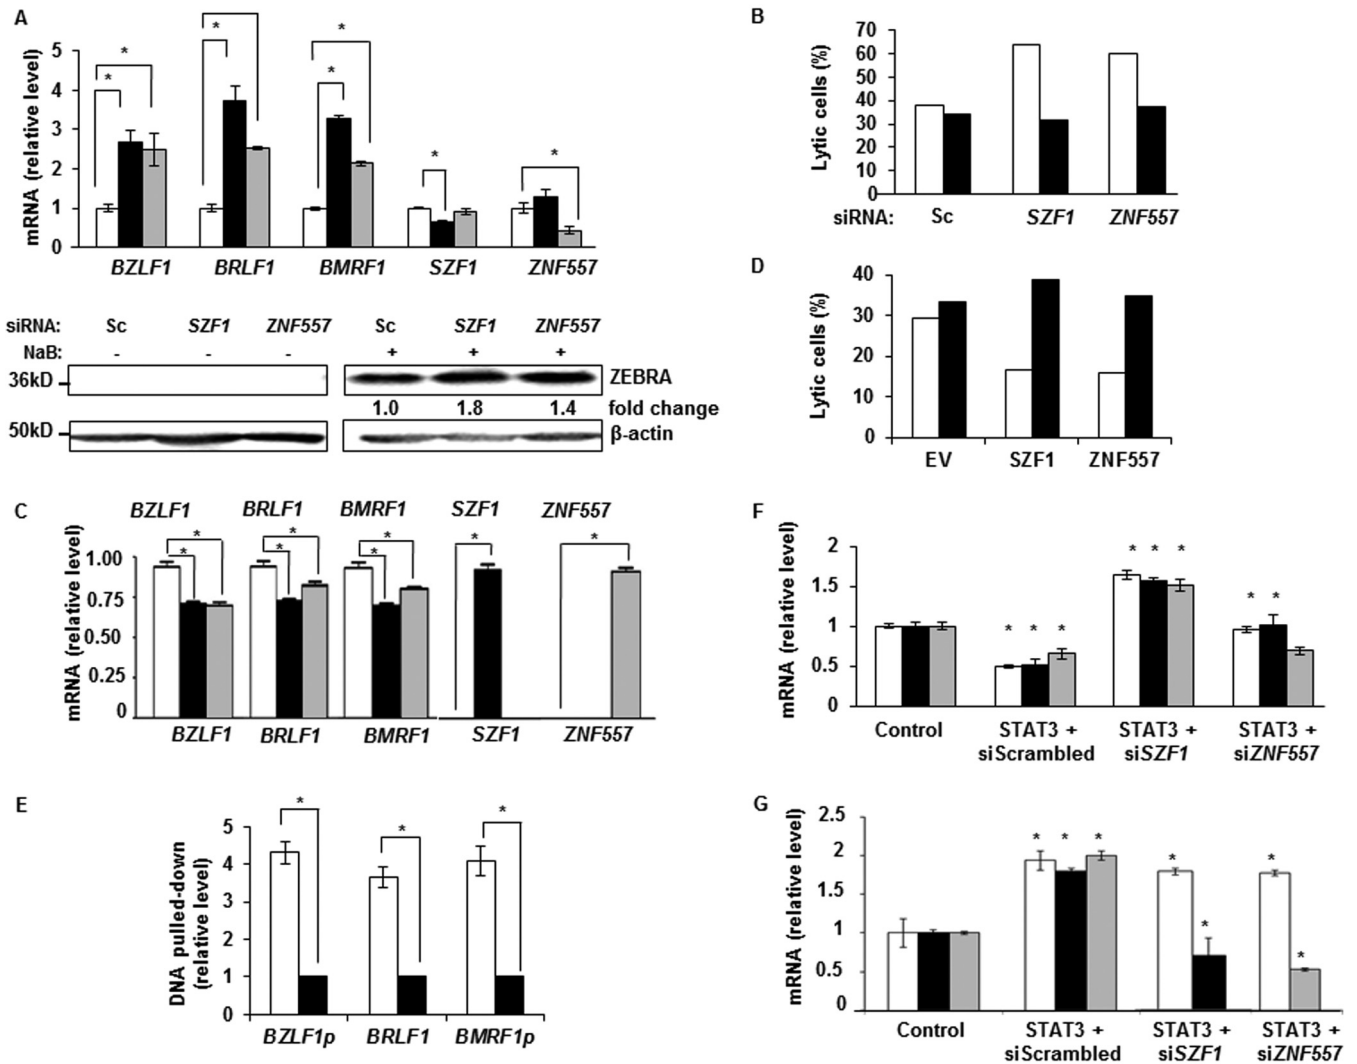 A
mRNA (relative level)
5
4
3
2
1
0
* * * * * * * *
BZLF1 BRLF1 BMRF1 SZF1 ZNF557
siRNA: Sc SZF1 ZNF557 Sc SZF1 ZNF557
NaB: - - - + + +
36kD ZEBRA
1.0 1.8 1.4 fold change
50kD β-actin
B
Lytic cells (%)
70
60
50
40
30
20
10
0
siRNA: Sc SZF1 ZNF557
D
Lytic cells (%)
40
30
20
10
0
EV SZF1 ZNF557
C
BZLF1 BRLF1 BMRF1 SZF1 ZNF557
mRNA (relative level)
1.00
0.75
0.50
0.25
0
* * * * * * * *
BZLF1 BRLF1 BMRF1 SZF1 ZNF557
F
mRNA (relative level)
2
1.5
1
0.5
0
* * * * * * * *
Control STAT3 + STAT3 + STAT3 +
siScrambled siSZF1 siZNF557
E
DNA pulled-down
(relative level)
5
4
3
2
1
0
* * *
BZLF1p BRLF1 BMRF1p
G
mRNA (relative level)
2.5
2
1.5
1
0.5
0
* * * * * * *
Control STAT3 + STAT3 + STAT3 +
siScrambled siSZF1 siZNF557